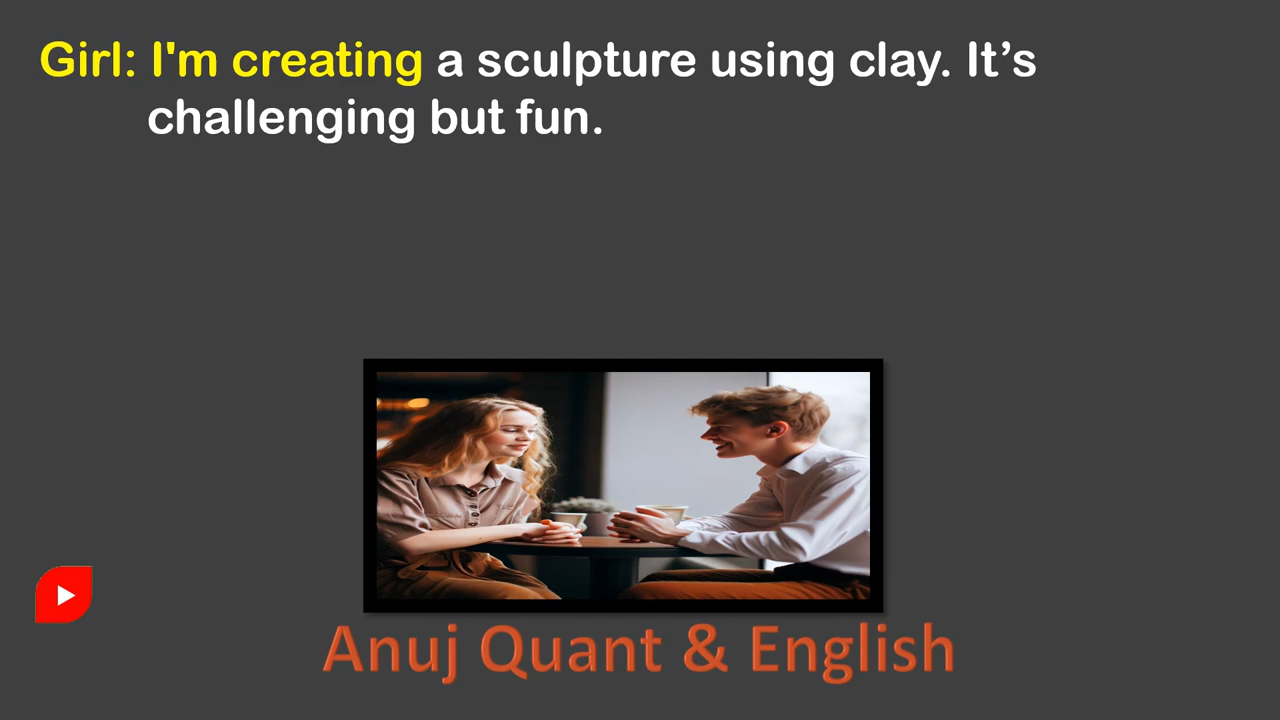 Girl: I'm creating a sculpture using clay. It’s
challenging but fun.
Anuj Quant & English